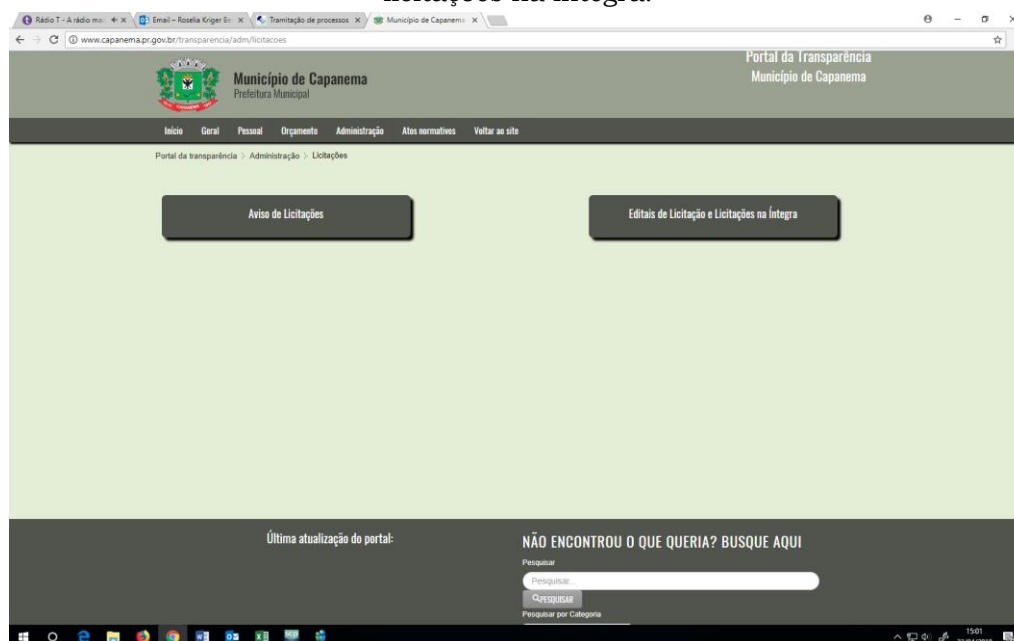 licitações na íntegra.
Rádio T - A rádio mai
Email – Roselia Kriger Be
Tramitação de processos
Município de Capanema
www.capanema.pr.gov.br/transparencia/adm/licitacoes
Portal da Transparência
Município de Capanema
Município de Capanema
Prefeitura Municipal
Início Geral Pessoal Orçamento Administração Atos normativos Voltar ao site
Portal da transparência > Administração > Licitações
Aviso de Licitações
Editais de Licitação e Licitações na Íntegra
Última atualização do portal:
NÃO ENCONTROU O QUE QUERIA? BUSQUE AQUI
Pesquisar
Pesquisar...
PESQUISAR
Pesquisar por Categoria
15:01